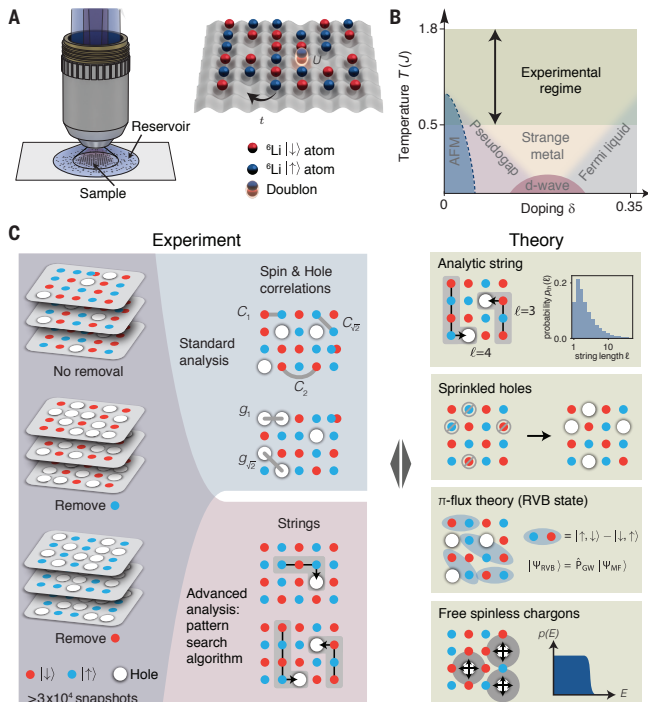 A
Reservoir
Sample
U
t
⁶Li |↓⟩ atom
⁶Li |↑⟩ atom
Doublon
B
Temperature T (J)
1.8
0.5
0
Experimental
regime
AFM
Pseudogap
Strange
metal
Fermi liquid
d-wave
0
Doping δ
0.35
C
Experiment
No removal
Remove
Remove
|↓⟩ |↑⟩ Hole
>3x10⁴ snapshots
Standard
analysis
Spin & Hole
correlations
C₁
C√2
C₂
g₁
g√2
Strings
Advanced
analysis:
pattern
search
algorithm
Theory
Analytic string
ℓ=3
ℓ=4
probability pₜₕ(ℓ)
0.2
0.0
1
10
string length ℓ
Sprinkled holes
π-flux theory (RVB state)
= |↑,↓⟩ − |↓,↑⟩
|Ψ_RVB⟩ = P̂_GW |Ψ_MF⟩
Free spinless chargons
p(E)
E